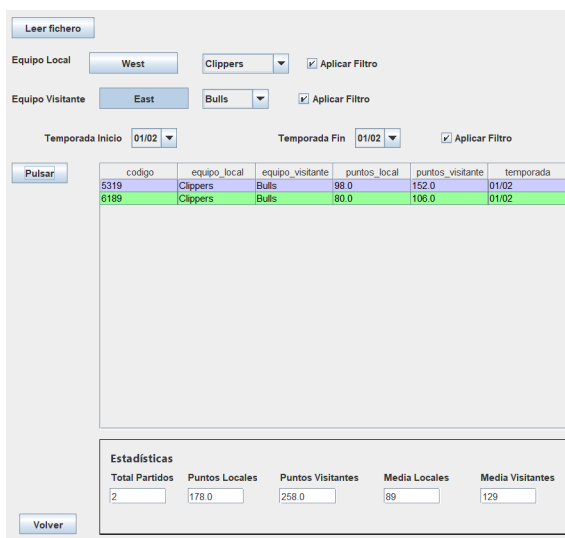 Leer fichero
Equipo Local West Clippers Aplicar Filtro
Equipo Visitante East Bulls Aplicar Filtro
Temporada Inicio 01/02 Temporada Fin 01/02 Aplicar Filtro
Pulsar
codigo equipo_local equipo_visitante puntos_local puntos_visitante temporada
5319 Clippers Bulls 98.0 152.0 01/02
6189 Clippers Bulls 80.0 106.0 01/02
Estadísticas
Total Partidos Puntos Locales Puntos Visitantes Media Locales Media Visitantes
2 178.0 258.0 89 129
Volver